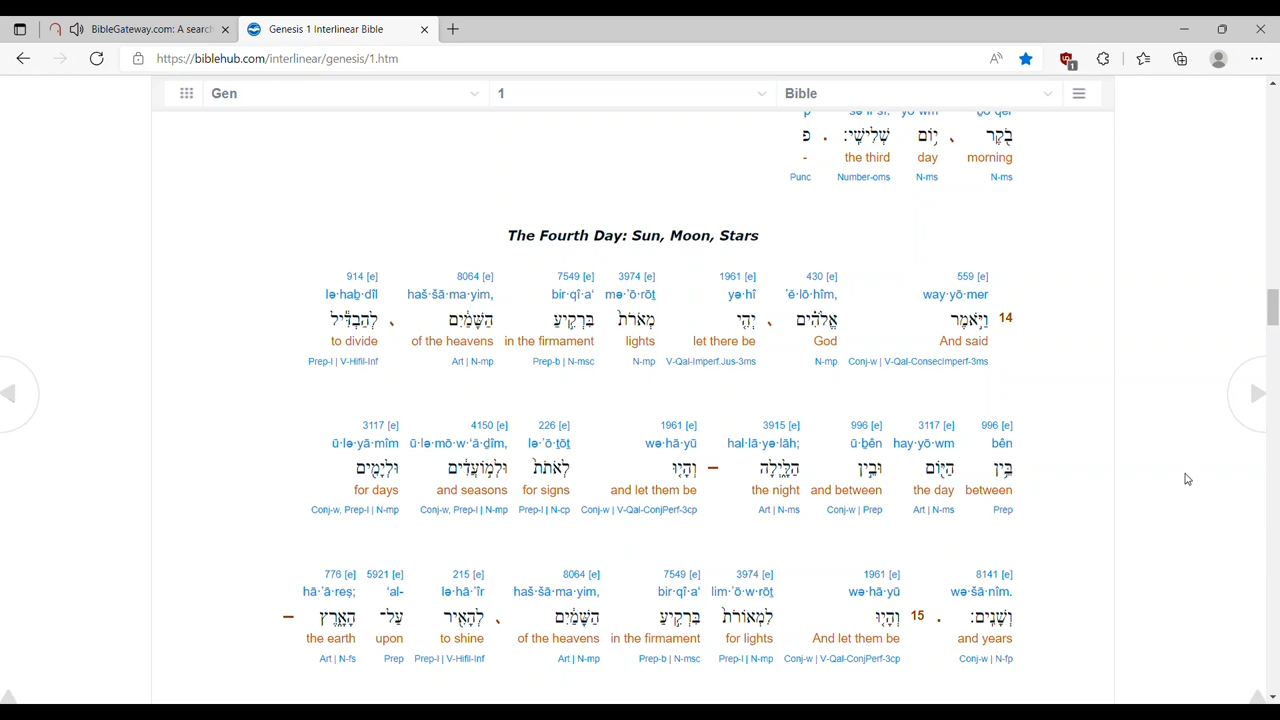 BibleGateway.com: A search
Genesis 1 Interlinear Bible
https://biblehub.com/interlinear/genesis/1.htm
1
Gen 1 Bible
בֹ֖קֶר ، י֥וֹם שְׁלִישִֽׁי׃ . פ
morning day the third -
N-ms N-ms Number-oms Punc
The Fourth Day: Sun, Moon, Stars
559 [e] 430 [e] 1961 [e] 3974 [e] 7549 [e] 8064 [e] 914 [e]
way·yō·mer 'ĕ·lō·hîm, yə·hî mə·'ō·rōṯ bir·qî·a' haš·šā·ma·yim, lə·haḇ·dîl
14 וַיֹּ֣אמֶר אֱלֹהִ֗ים ، יְהִ֤י מְאֹרֹת֙ בִּרְקִ֣יעַ הַשָּׁמַ֔יִם ، לְהַבְדִּ֕יל
And said God let there be lights in the firmament of the heavens to divide
Conj-w | V-Qal-ConsecImperf-3ms N-mp V-Qal-Imperf.Jus-3ms N-mp Prep-b | N-msc Art | N-mp Prep-l | V-Hifil-Inf
996 [e] 3117 [e] 996 [e] 3915 [e] 1961 [e] 226 [e] 4150 [e] 3117 [e]
bên hay·yō·wm ū·ḇên hal·lā·yə·lāh; wə·hā·yū lə·'ō·ṯōṯ ū·lə·mō·w·'ă·ḏîm, ū·lə·yā·mîm
בֵּ֥ין הַיּ֖וֹם וּבֵ֣ין הַלָּ֑יְלָה – וְהָי֤וּ לְאֹתֹת֙ וּלְמ֣וֹעֲדִ֔ים וּלְיָמִ֖ים
between the day and between the night and let them be for signs and seasons for days
Prep Art | N-ms Conj-w | Prep Art | N-ms Conj-w | V-Qal-ConjPerf-3cp Prep-l | N-cp Conj-w, Prep-l | N-mp Conj-w, Prep-l | N-mp
8141 [e] 1961 [e] 3974 [e] 7549 [e] 8064 [e] 215 [e] 5921 [e] 776 [e]
wə·šā·nîm. wə·hā·yū lim·'ō·w·rōṯ bir·qî·a' haš·šā·ma·yim, lə·hā·'îr 'al- hā·'ā·reṣ;
וְשָׁנִֽים׃ . 15 וְהָי֤וּ לִמְאוֹרֹת֙ בִּרְקִ֣יעַ הַשָּׁמַ֔יִם ، לְהָאִ֖יר עַל־ הָאָ֑רֶץ –
and years And let them be for lights in the firmament of the heavens to shine upon the earth
Conj-w | N-fp Conj-w | V-Qal-ConjPerf-3cp Prep-l | N-mp Prep-b | N-msc Art | N-mp Prep-l | V-Hifil-Inf Prep Art | N-fs